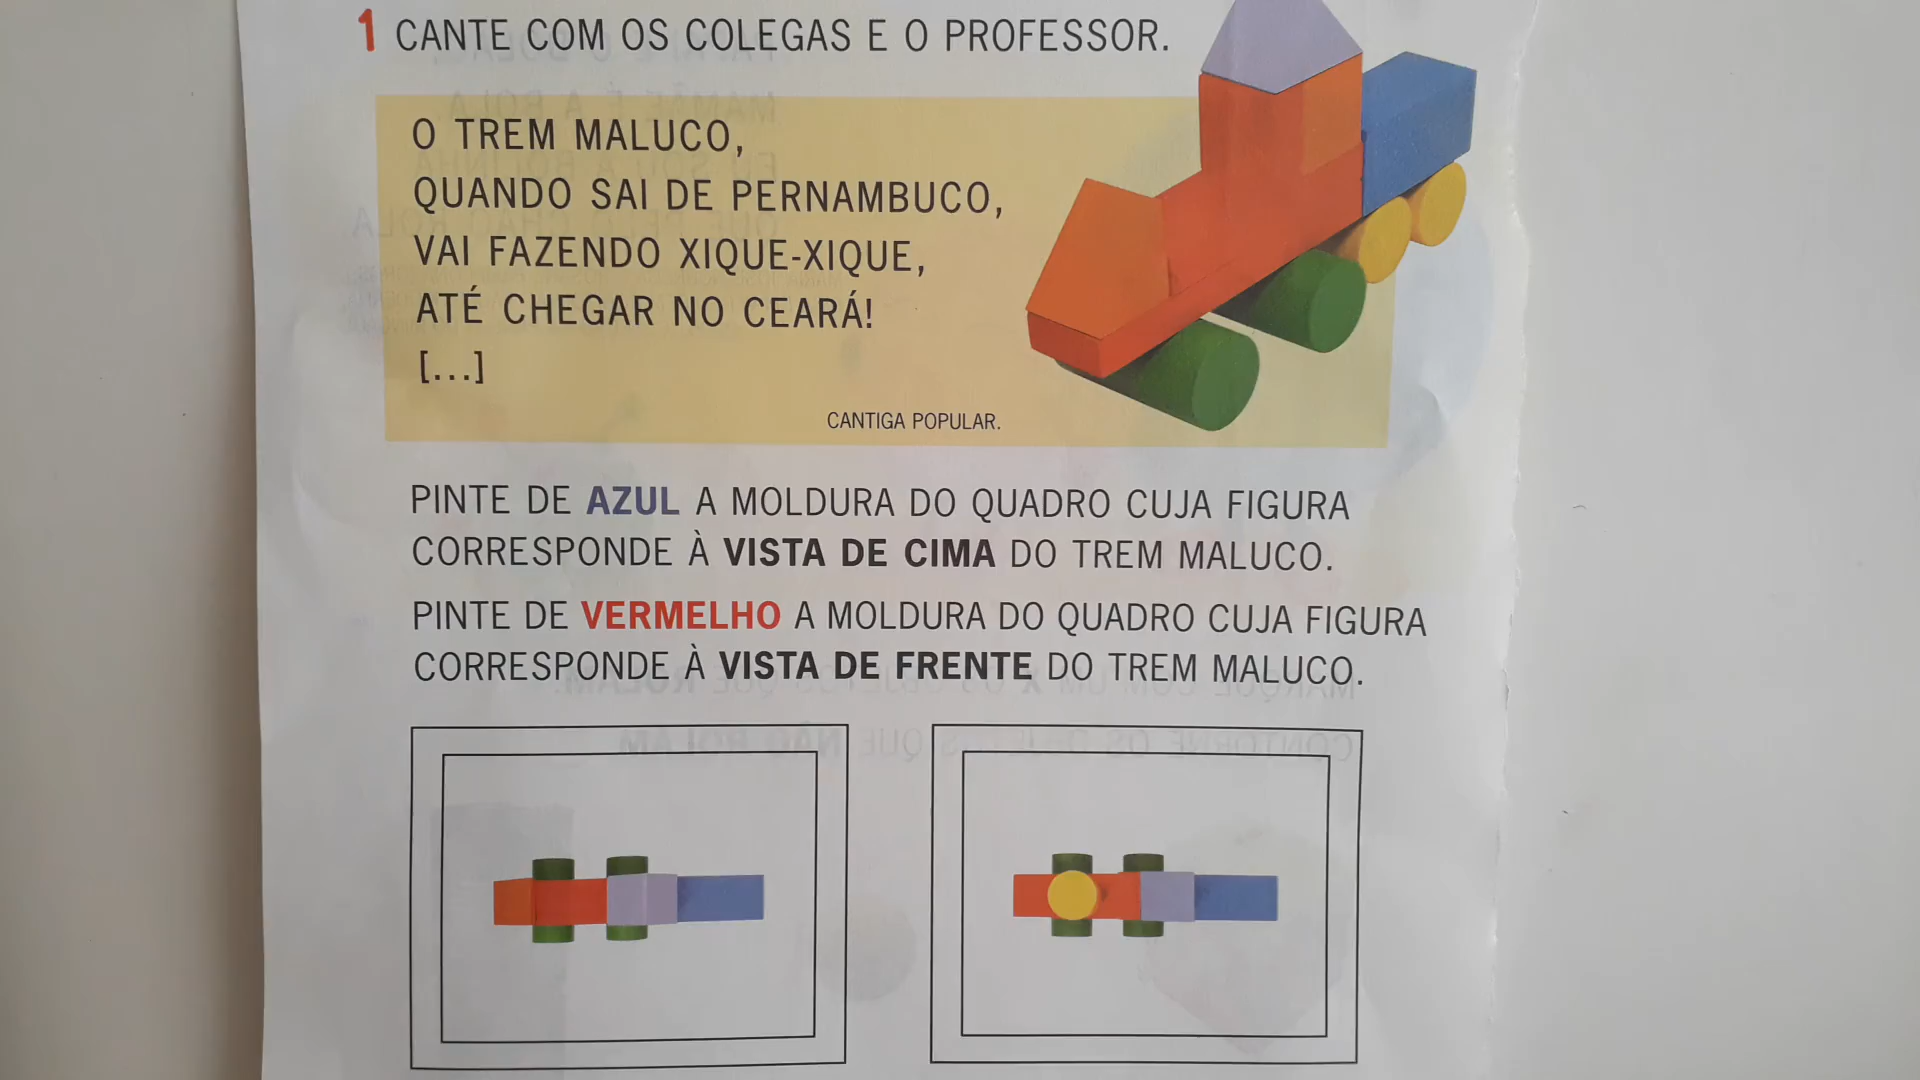 1 CANTE COM OS COLEGAS E O PROFESSOR.
O TREM MALUCO,
QUANDO SAI DE PERNAMBUCO,
VAI FAZENDO XIQUE-XIQUE,
ATÉ CHEGAR NO CEARÁ!
[...]
CANTIGA POPULAR.
PINTE DE AZUL A MOLDURA DO QUADRO CUJA FIGURA
CORRESPONDE À VISTA DE CIMA DO TREM MALUCO.
PINTE DE VERMELHO A MOLDURA DO QUADRO CUJA FIGURA
CORRESPONDE À VISTA DE FRENTE DO TREM MALUCO.